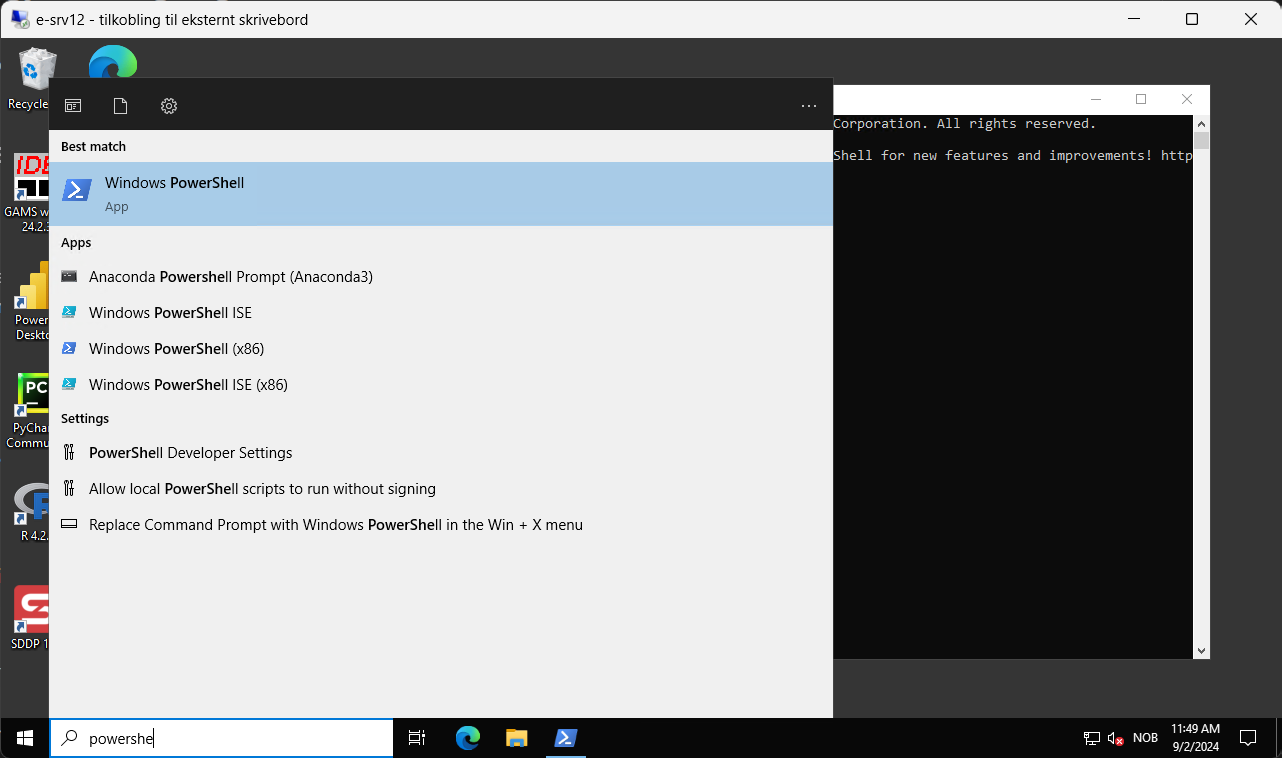 e-srv12 - tilkobling til eksternt skrivebord
Recycle
Corporation. All rights reserved.
Shell for new features and improvements! http
Best match
Windows PowerShell
App
Apps
Anaconda Powershell Prompt (Anaconda3)
Windows PowerShell ISE
Windows PowerShell (x86)
Windows PowerShell ISE (x86)
Settings
PowerShell Developer Settings
Allow local PowerShell scripts to run without signing
Replace Command Prompt with Windows PowerShell in the Win + X menu
IDE
GAMS w
24.2.
Power
Deskto
PC
PyChar
Commu
R
R 4.2.
SDDP 1
powershe
NOB
11:49 AM
9/2/2024